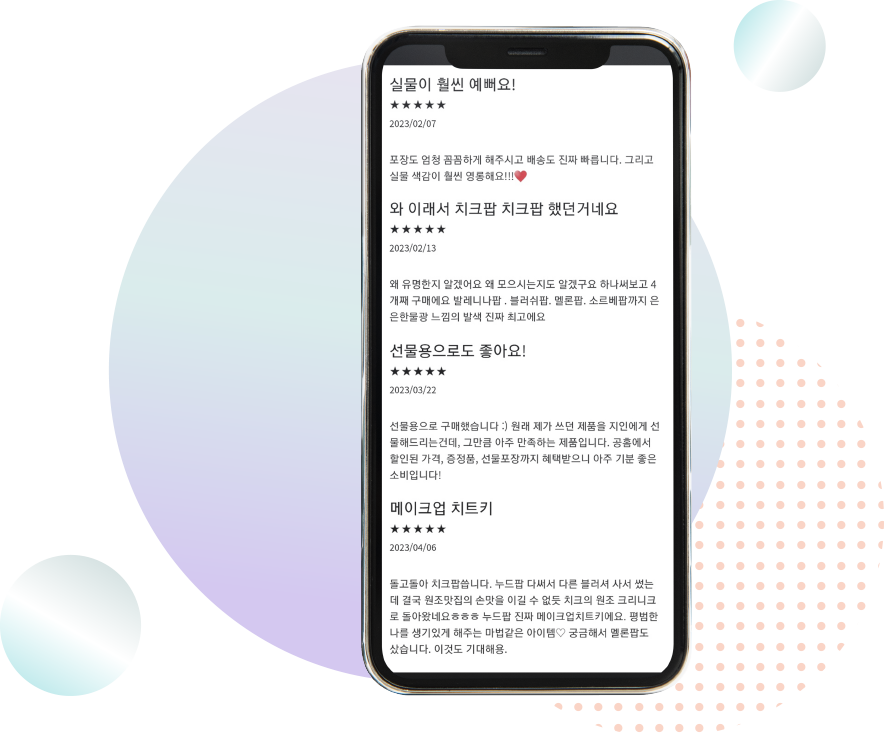 실물이 훨씬 예뻐요!
★★★★★
2023/02/07
포장도 엄청 꼼꼼하게 해주시고 배송도 진짜 빠릅니다. 그리고
실물 색감이 훨씬 영롱해요!!!❤️
와 이래서 치크팝 치크팝 했던거네요
★★★★★
2023/02/13
왜 유명한지 알겠어요 왜 모으시는지도 알겠구요 하나써보고 4
개째 구매에요 발레리나팝 . 블러쉬팝. 멜론팝. 소르베팝까지 은
은한물광 느낌의 발색 진짜 최고에요
선물용으로도 좋아요!
★★★★★
2023/03/22
선물용으로 구매했습니다 :) 원래 제가 쓰던 제품을 지인에게 선
물해드리는건데, 그만큼 아주 만족하는 제품입니다. 공홈에서
할인된 가격, 증정품, 선물포장까지 혜택받으니 아주 기분 좋은
소비입니다!
메이크업 치트키
★★★★★
2023/04/06
돌고돌아 치크팝씁니다. 누드팝 다써서 다른 블러셔 사서 썼는
데 결국 원조맛집의 손맛을 이길 수 없듯 치크의 원조 크리니크
로 돌아왔네요ㅎㅎㅎ 누드팝 진짜 메이크업치트키에요. 평범한
나를 생기있게 해주는 마법같은 아이템♡ 궁금해서 멜론팝도
샀습니다. 이것도 기대해용.